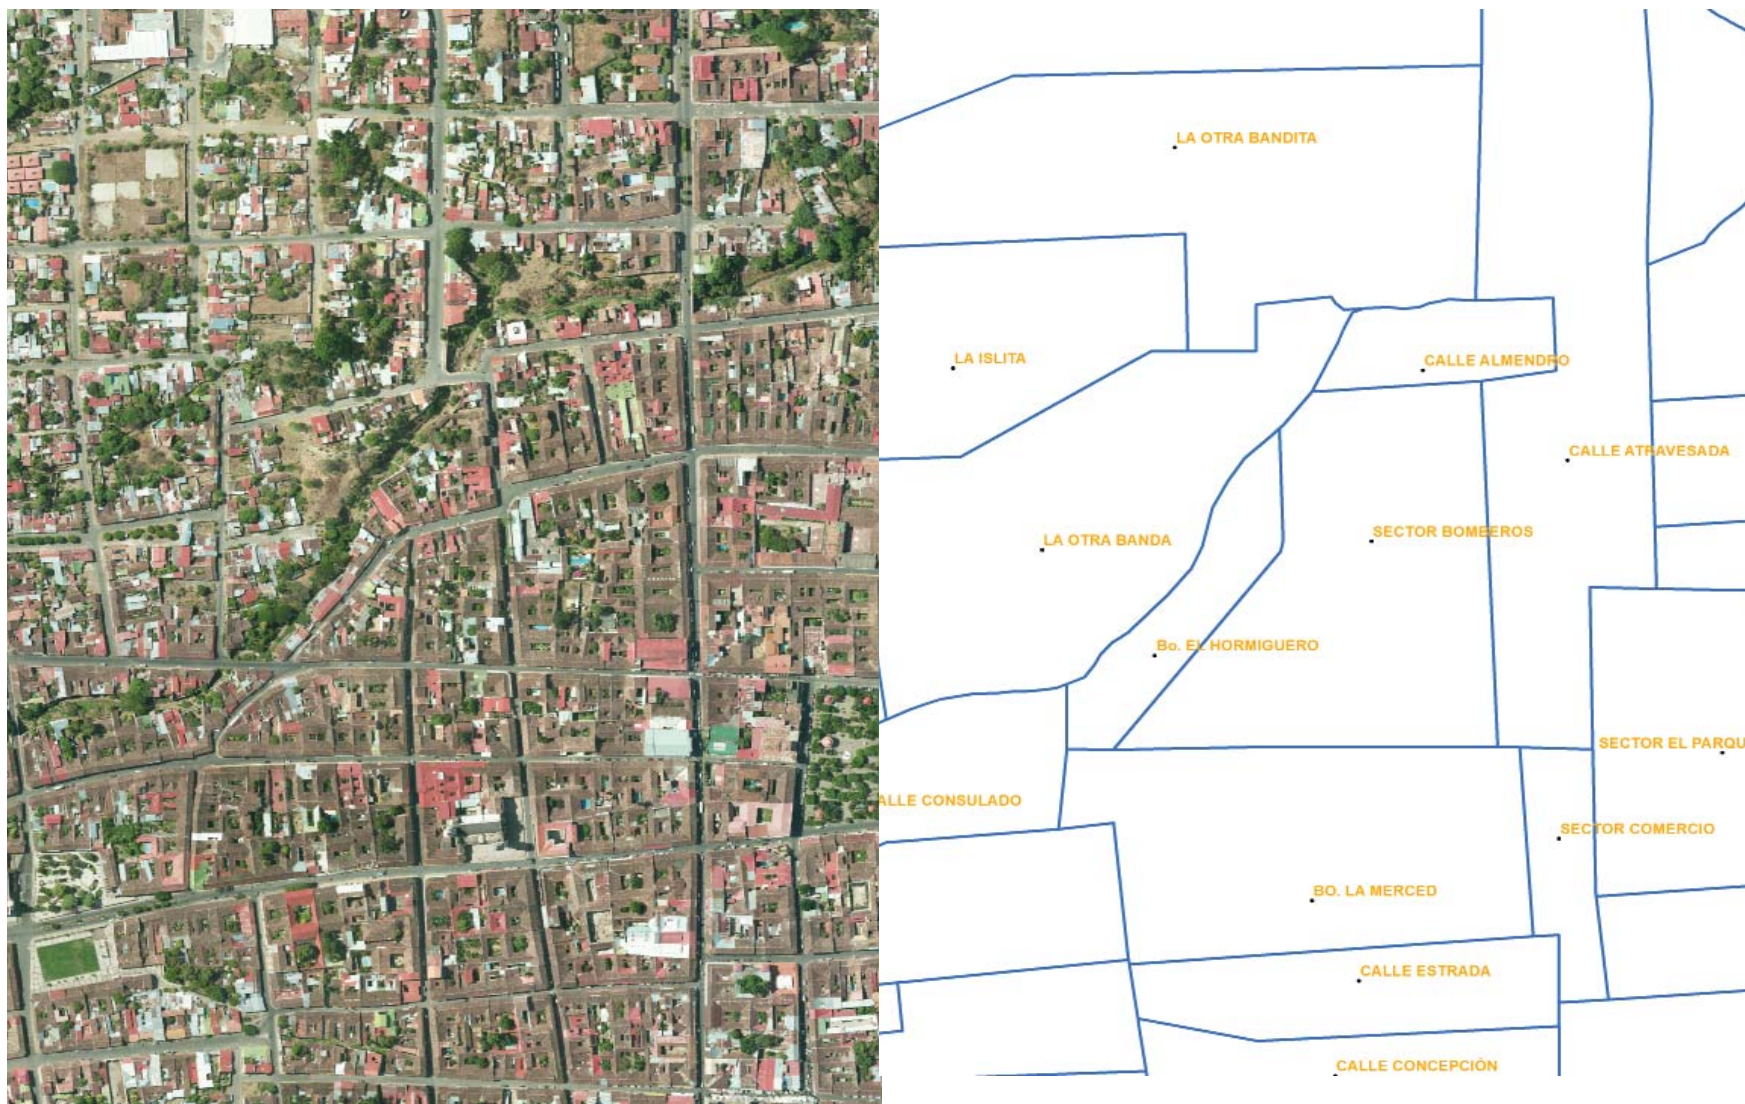 LA OTRA BANDITA
LA ISLITA
CALLE ALMENDRO
CALLE ATRAVESADA
SECTOR BOMBEROS
LA OTRA BANDA
Bo. EL HORMIGUERO
SECTOR EL PARQU
ALLE CONSULADO
SECTOR COMERCIO
BO. LA MERCED
CALLE ESTRADA
CALLE CONCEPCIÓN